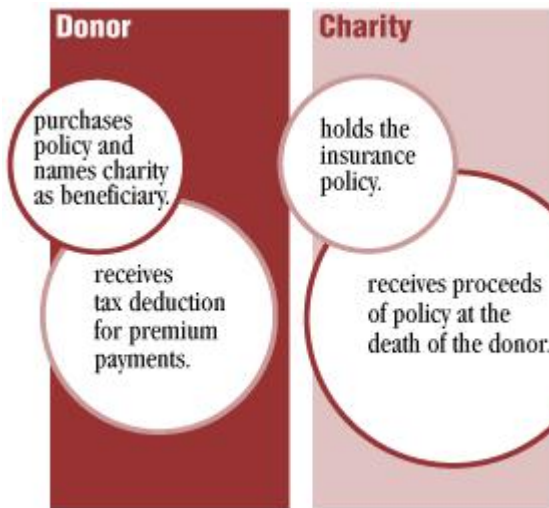 Donor
purchases
policy and
names charity
as beneficiary.
receives
tax deduction
for premium
payments.
Charity
holds the
insurance
policy.
receives proceeds
of policy at the
death of the donor.